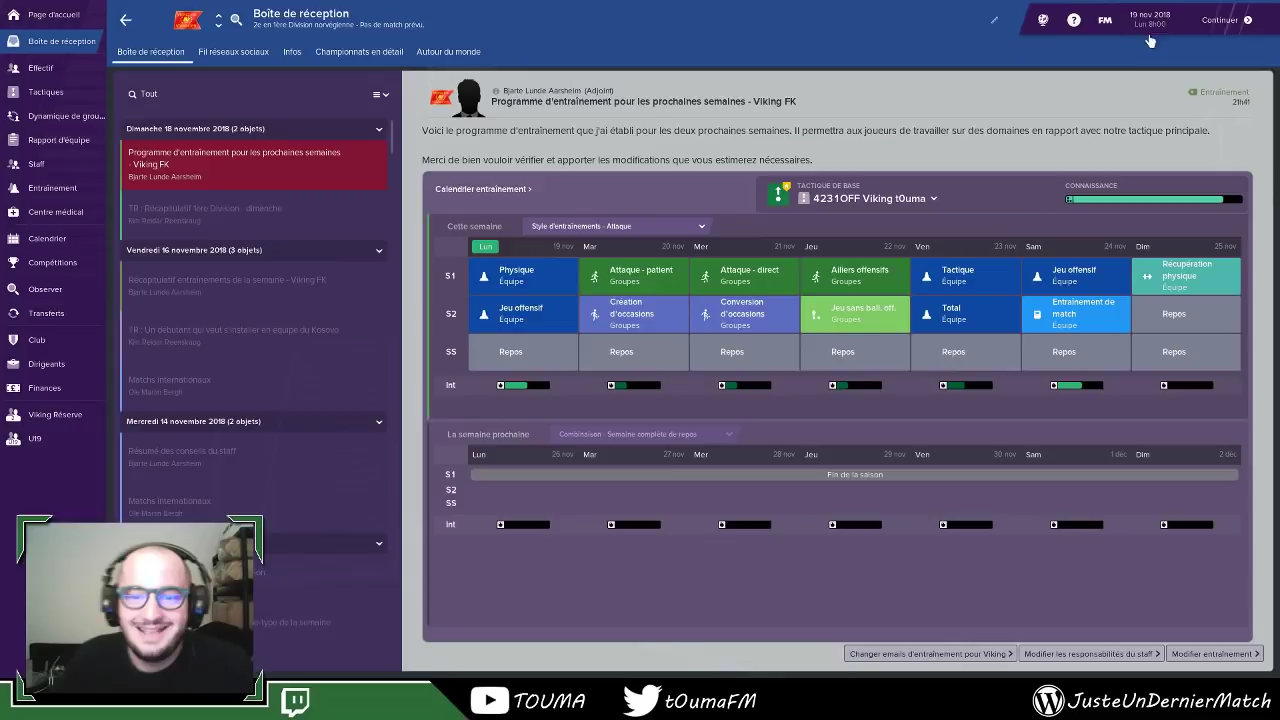 Page d'accueil
Boîte de réception
Effectif
Tactiques
Dynamique de grou...
Rapport d'équipe
Staff
Entraînement
Centre médical
Calendrier
Compétitions
Observer
Transferts
Club
Dirigeants
Finances
Viking Réserve
U19
Boîte de réception
2e en 1ère Division norvégienne - Pas de match prévu.
FM
19 nov 2018
Lun 8h00
Continuer
Boîte de réception Fil réseaux sociaux Infos Championnats en détail Autour du monde
Tout
Dimanche 18 novembre 2018 (2 objets)
Programme d'entraînement pour les prochaines semaines
- Viking FK
Bjarte Lunde Aarsheim
TR : Récapitulatif 1ère Division - dimanche
Kim Reidar Reenskaug
Vendredi 16 novembre 2018 (3 objets)
Récapitulatif entraînements de la semaine - Viking FK
Bjarte Lunde Aarsheim
TR : Un débutant qui veut s'installer en équipe du Kosovo
Kim Reidar Reenskaug
Matchs internationaux
Ole Martin Bergh
Mercredi 14 novembre 2018 (2 objets)
Résumé des conseils du staff
Bjarte Lunde Aarsheim
Matchs internationaux
Ole Martin Bergh
Bjarte Lunde Aarsheim (Adjoint)
Programme d'entraînement pour les prochaines semaines - Viking FK
Entraînement
21h41
Voici le programme d'entraînement que j'ai établi pour les deux prochaines semaines. Il permettra aux joueurs de travailler sur des domaines en rapport avec notre tactique principale.
Merci de bien vouloir vérifier et apporter les modifications que vous estimerez nécessaires.
Calendrier entraînement >
TACTIQUE DE BASE
4231OFF Viking t0uma
CONNAISSANCE
Cette semaine Style d'entraînements - Attaque
Lun 19 nov Mar 20 nov Mer 21 nov Jeu 22 nov Ven 23 nov Sam 24 nov Dim 25 nov
S1
Physique
Équipe
Attaque - patient
Groupes
Attaque - direct
Groupes
Ailiers offensifs
Groupes
Tactique
Équipe
Jeu offensif
Équipe
Récupération
physique
Équipe
S2
Jeu offensif
Équipe
Création
d'occasions
Groupes
Conversion
d'occasions
Groupes
Jeu sans ball. off.
Groupes
Total
Équipe
Entraînement de
match
Équipe
Repos
SS Repos Repos Repos Repos Repos Repos Repos
Int
La semaine prochaine Combinaison - Semaine complète de repos
Lun 26 nov Mar 27 nov Mer 28 nov Jeu 29 nov Ven 30 nov Sam 1 déc Dim 2 déc
S1 Fin de la saison
S2
SS
Int
Changer emails d'entraînement pour Viking > Modifier les responsabilités du staff > Modifier entraînement >
TOUMA
t0umaFM
JusteUnDernierMatch